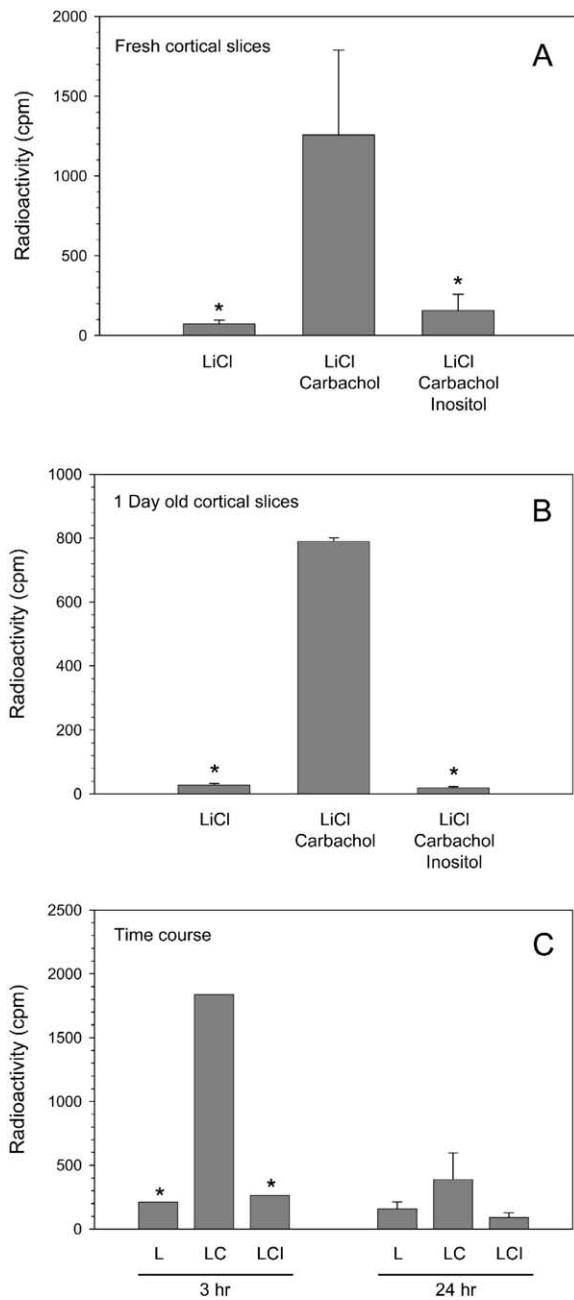 2000
Fresh cortical slices
A
1500
1000
500
0
Radioactivity (cpm)
*
*
LiCl
LiCl
Carbachol
LiCl
Carbachol
Inositol
1000
1 Day old cortical slices
B
800
600
400
200
0
Radioactivity (cpm)
*
*
LiCl
LiCl
Carbachol
LiCl
Carbachol
Inositol
2500
Time course
C
2000
1500
1000
500
0
Radioactivity (cpm)
*
*
L LC LCI L LC LCI
3 hr 24 hr